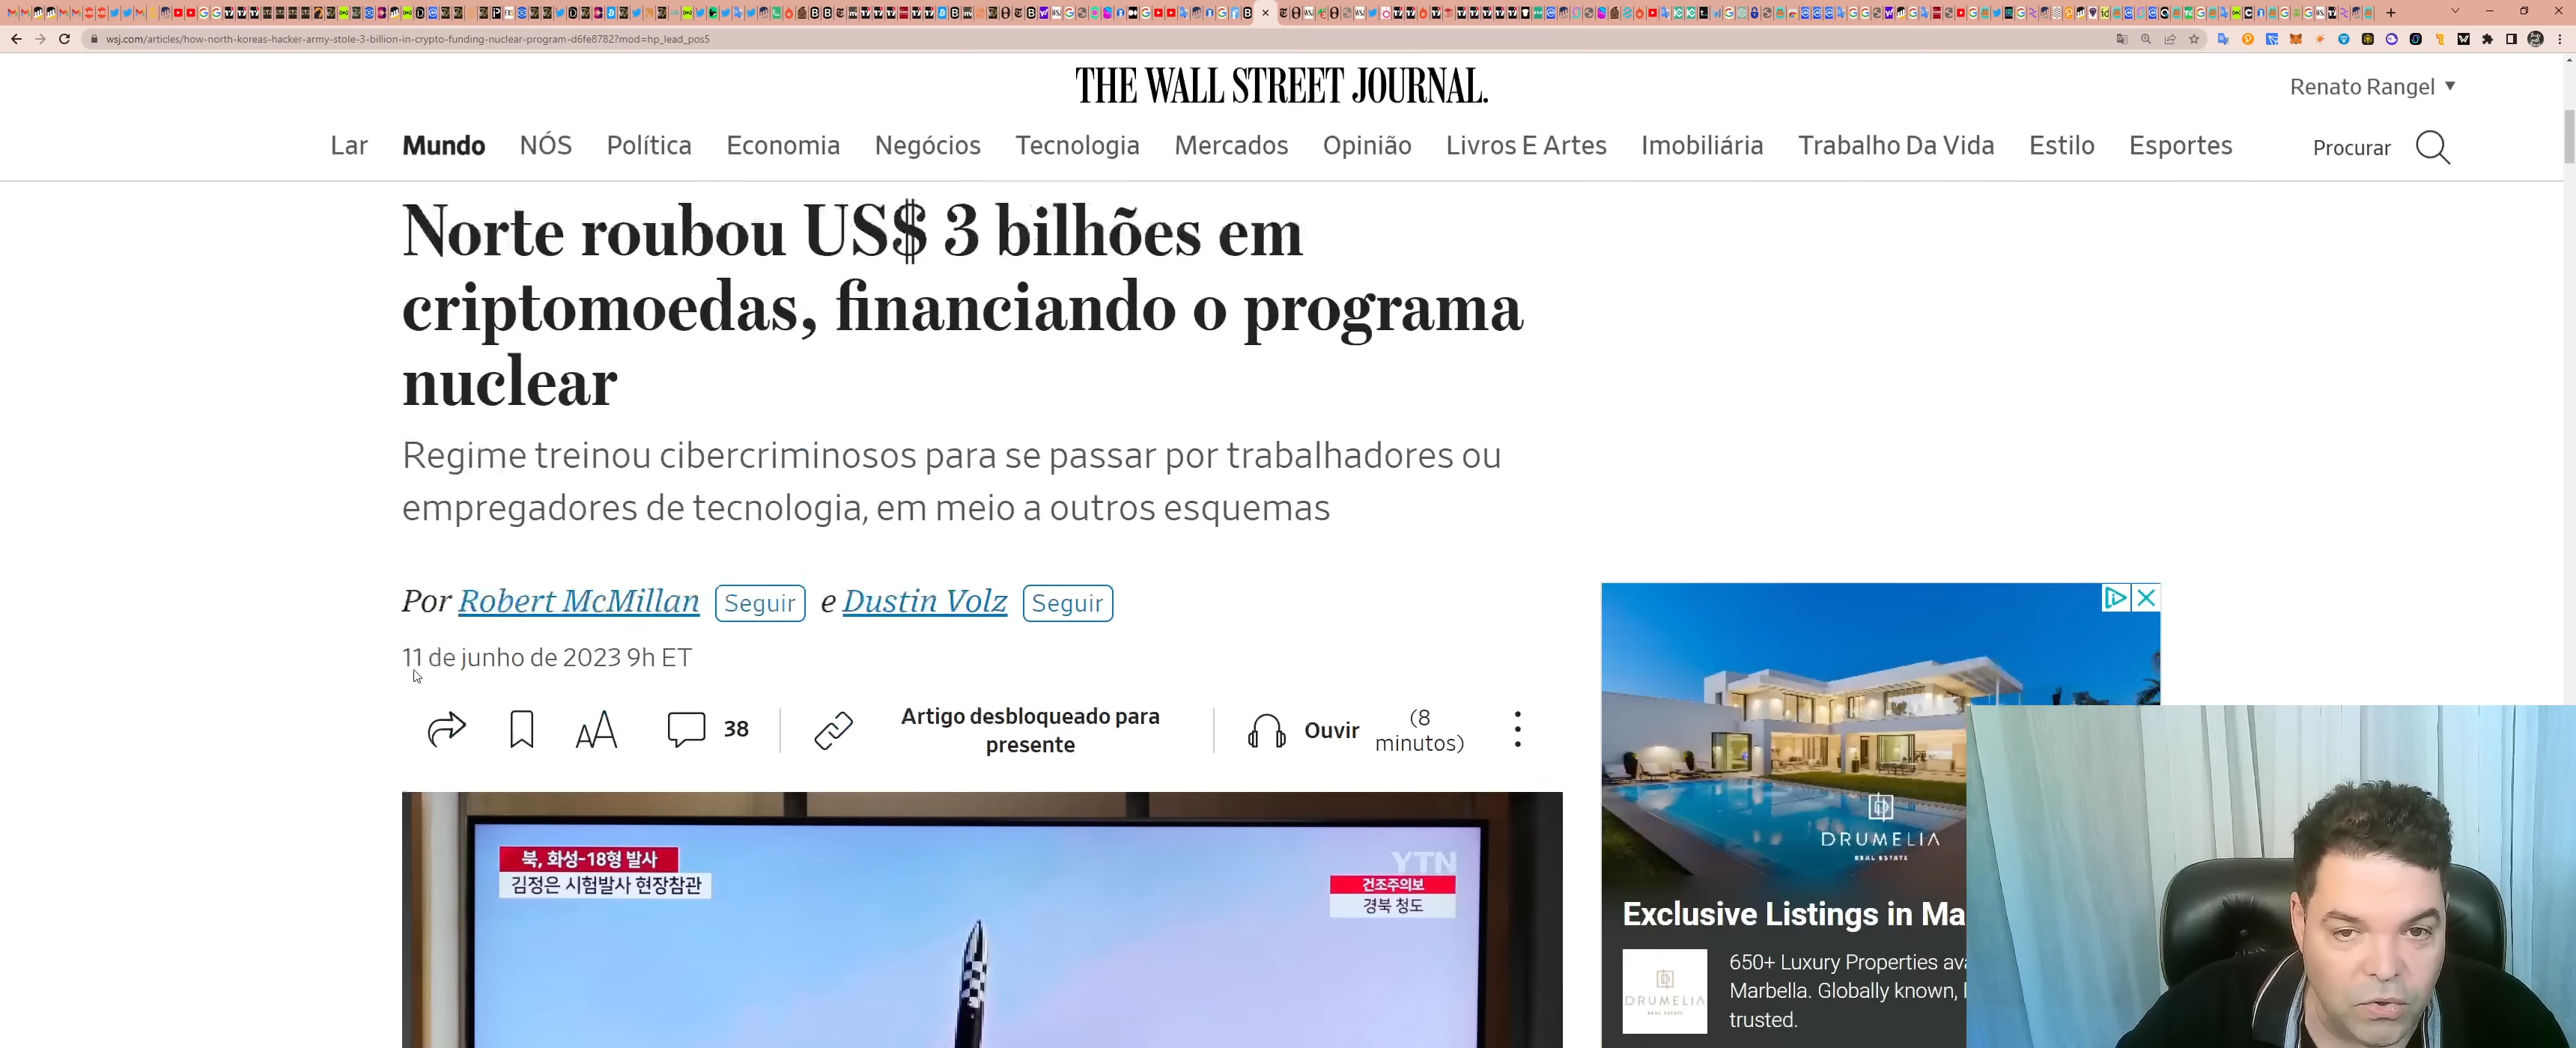 wsj.com/articles/how-north-koreas-hacker-army-stole-3-billion-in-crypto-funding-nuclear-program-d6fe8782?mod=hp_lead_pos5
THE WALL STREET JOURNAL.
Renato Rangel
Lar Mundo NÓS Política Economia Negócios Tecnologia Mercados Opinião Livros E Artes Imobiliária Trabalho Da Vida Estilo Esportes Procurar
Norte roubou US$ 3 bilhões em
criptomoedas, financiando o programa
nuclear
Regime treinou cibercriminosos para se passar por trabalhadores ou
empregadores de tecnologia, em meio a outros esquemas
Por Robert McMillan Seguir e Dustin Volz Seguir
11 de junho de 2023 9h ET
38
Artigo desbloqueado para
presente
Ouvir
(8
minutos)
북, 화성-18형 발사
김정은 시험발사 현장참관
YTN
건조주의보
경북 청도
DRUMELIA
REAL ESTATE
Exclusive Listings in Ma
DRUMELIA
REAL ESTATE
650+ Luxury Properties ava
Marbella. Globally known, l
trusted.